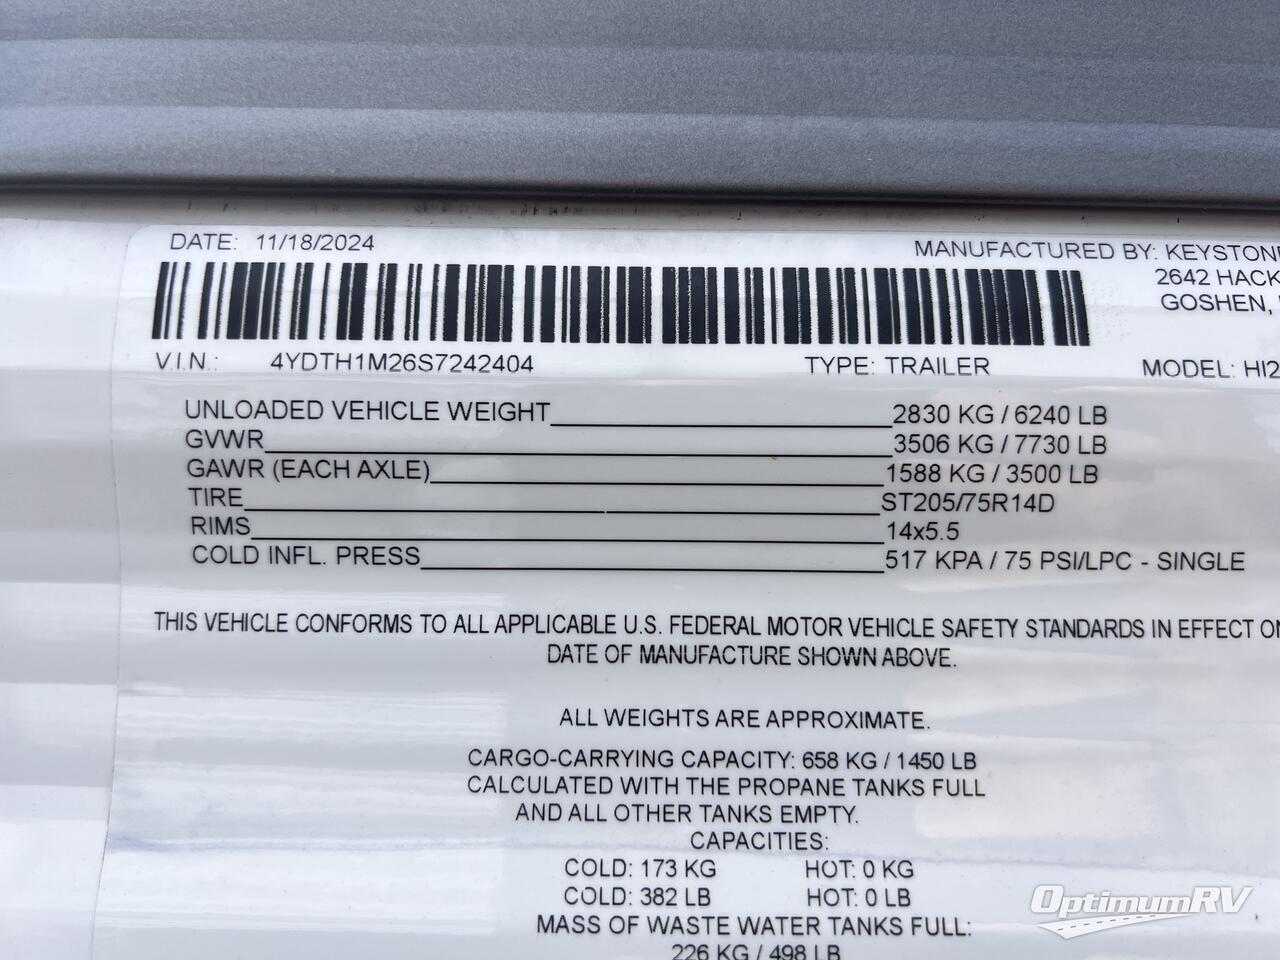 DATE: 11/18/2024
MANUFACTURED BY: KEYSTONE
2642 HACK
GOSHEN,
V.I.N.: 4YDTH1M26S7242404 TYPE: TRAILER MODEL: HI2
UNLOADED VEHICLE WEIGHT 2830 KG / 6240 LB
GVWR 3506 KG / 7730 LB
GAWR (EACH AXLE) 1588 KG / 3500 LB
TIRE ST205/75R14D
RIMS 14x5.5
COLD INFL. PRESS 517 KPA / 75 PSI/LPC - SINGLE
THIS VEHICLE CONFORMS TO ALL APPLICABLE U.S. FEDERAL MOTOR VEHICLE SAFETY STANDARDS IN EFFECT ON
DATE OF MANUFACTURE SHOWN ABOVE.
ALL WEIGHTS ARE APPROXIMATE.
CARGO-CARRYING CAPACITY: 658 KG / 1450 LB
CALCULATED WITH THE PROPANE TANKS FULL
AND ALL OTHER TANKS EMPTY.
CAPACITIES:
COLD: 173 KG HOT: 0 KG
COLD: 382 LB HOT: 0 LB
MASS OF WASTE WATER TANKS FULL:
226 KG / 498 LB
OptimumRV